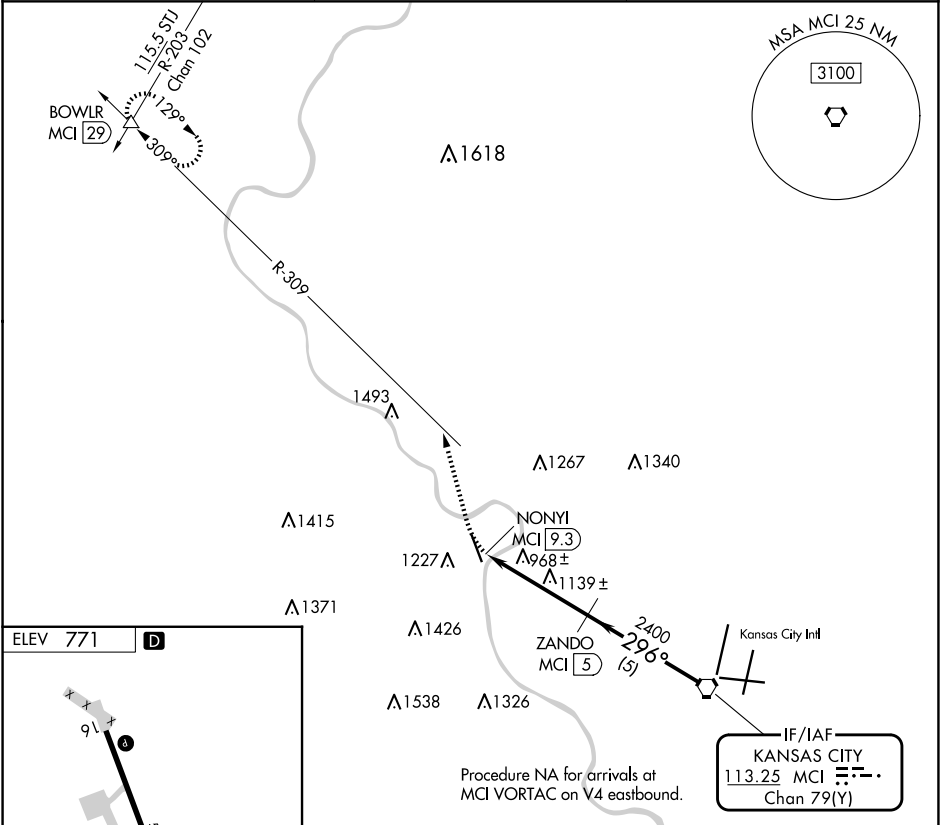 115.5 STJ
R-203
Chan 102
BOWLR
MCI 29
129°
309°
MSA MCI 25 NM
3100
1618
R-309
1493
1267
1340
1415
NONYI
MCI 9.3
968±
1227
1139±
1371
1426
ZANDO
MCI 5
2400
296°
(5)
Kansas City Intl
1538
1326
ELEV 771 D
16
P
X X X
IF/IAF
KANSAS CITY
113.25 MCI
Chan 79(Y)
Procedure NA for arrivals at
MCI VORTAC on V4 eastbound.